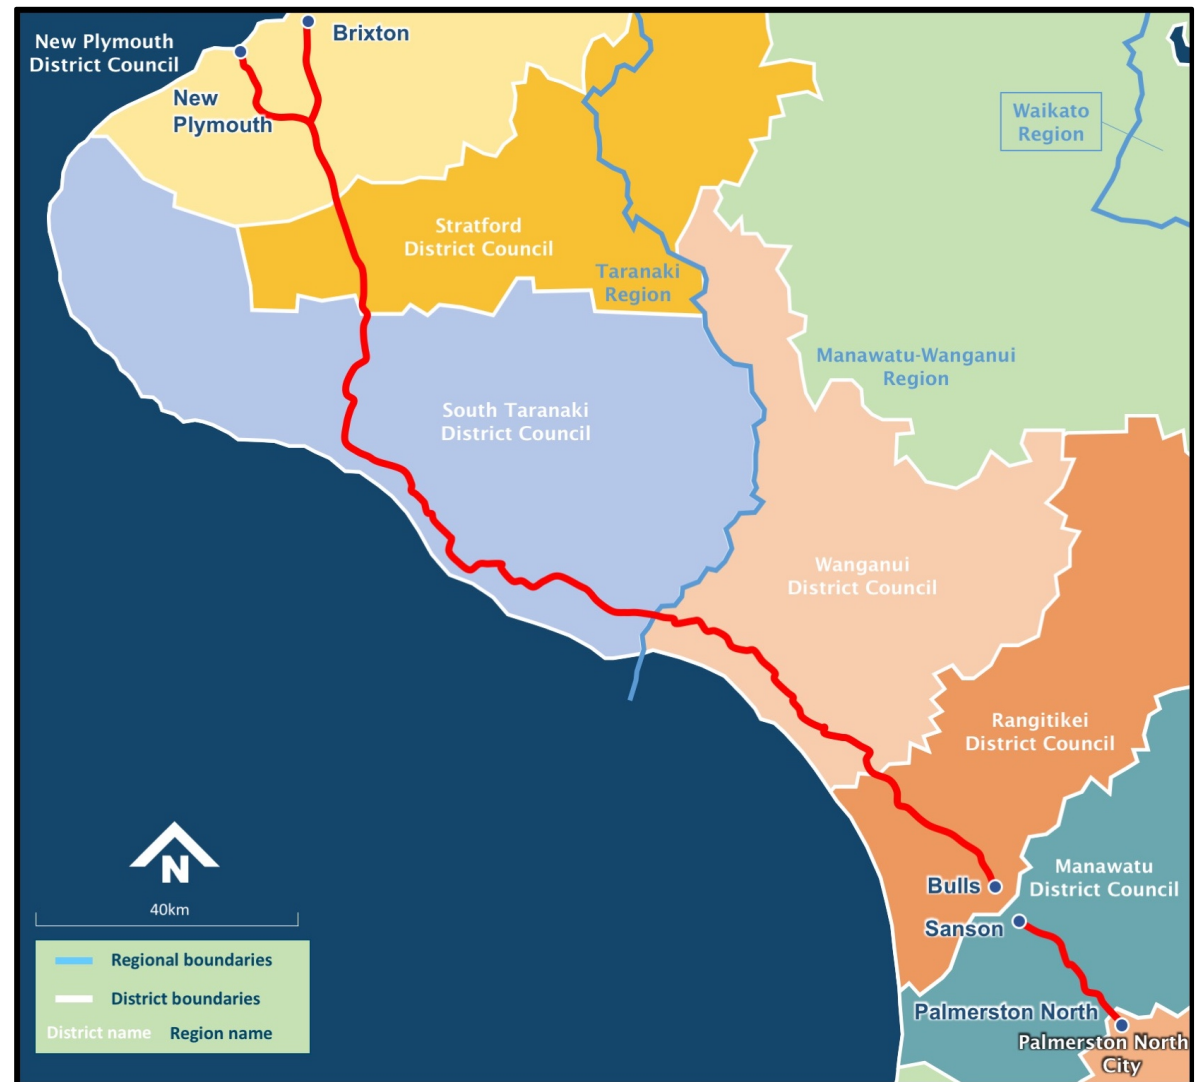 New Plymouth
District Council
Brixton
New
Plymouth
Waikato
Region
Stratford
District Council
Taranaki
Region
Manawatu-Wanganui
Region
South Taranaki
District Council
Wanganui
District Council
Rangitikei
District Council
Manawatu
District Council
Bulls
Sanson
Palmerston North
Palmerston North
City
N
40km
Regional boundaries
District boundaries
District name Region name